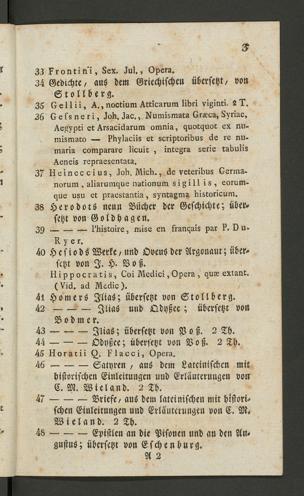 3
33 Frontini, Sex. Jul., Opera.
34 Gedichte, aus dem Griechischen übersetzt, von
Stollberg.
35 Gellii, A., noctium Atticarum libri viginti. 2 T.
36 Gesneri, Joh, Jac., Numismata Græca, Syriae,
Aegypti et Arsacidarum omnia, quotquot ex nu-
mismato — Phylaciis et scriptoribus de re nu-
maria comparare licuit, integra serie tabulis
Aeneis repraesentata.
37 Heineccius, Joh. Mich., de veteribus Germa-
norum, aliarumque nationum sigillis, eorum-
que usu et praestantia, syntagma historicum.
38 Herodots neun Bücher der Geschichte; über-
setzt von Goldhagen.
39 — — — l'histoire, mise en français par P. Du-
Ryer.
40 Hesiods Werke, und Oveus der Argonaut; über-
setzt von J. H. Voß.
Hippocratis, Coi Medici, Opera, quæ extant.
(Vid. ad Medic).
41 Homers Ilias; übersetzt von Stollberg.
42 — — — Ilias und Odyßee; übersetzt von
Bodmer.
43 — — — Ilias; übersetzt von Voß. 2 Th.
44 — — — Odyßee; übersetzt von Voß. 2 Th.
45 Horatii Q. Flacci, Opera.
46 — — — Satyren, aus dem Lateinischen mit
historischen Einleitungen und Erläuterungen von
C. M. Wieland. 2 Th.
47 — — — Briefe, aus dem lateinischen mit histori-
schen Einleitungen und Erläuterungen von C. M.
Wieland. 2 Th.
48 — — — Epistlen an die Pisonen und an den Au-
gustus; übersetzt von Eschenburg.
A 2